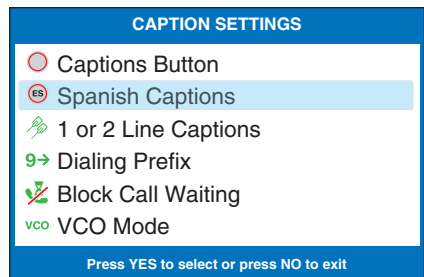 CAPTION SETTINGS
Captions Button
ES Spanish Captions
1 or 2 Line Captions
9→ Dialing Prefix
Block Call Waiting
VCO VCO Mode
Press YES to select or press NO to exit